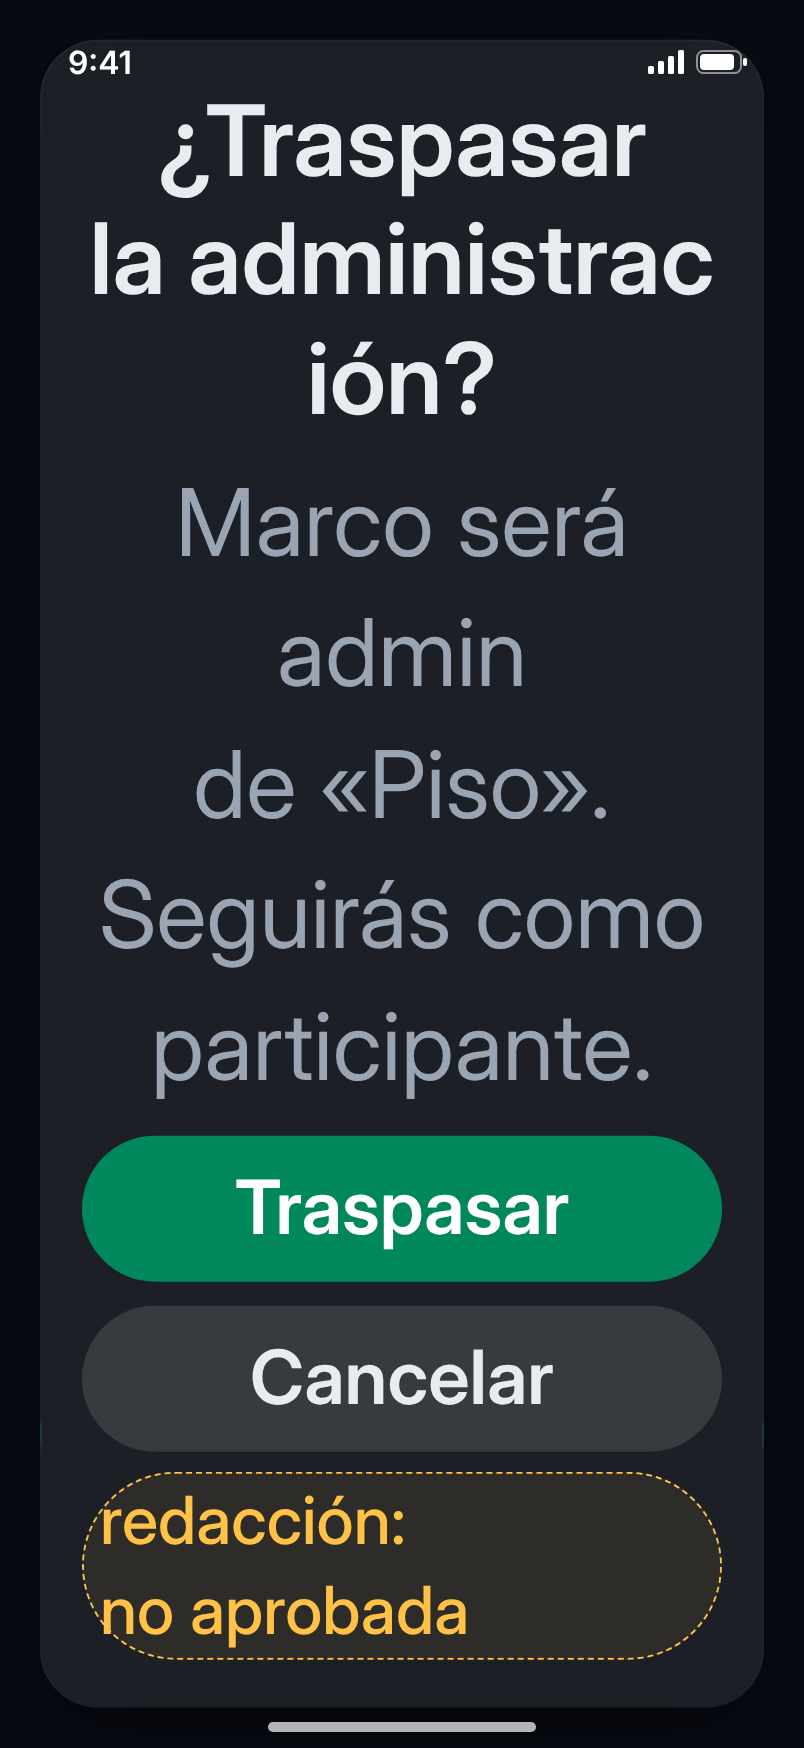 9:41
¿Traspasar
la administrac
ión?
Marco será
admin
de «Piso».
Seguirás como
participante.
Traspasar
Cancelar
redacción:
no aprobada